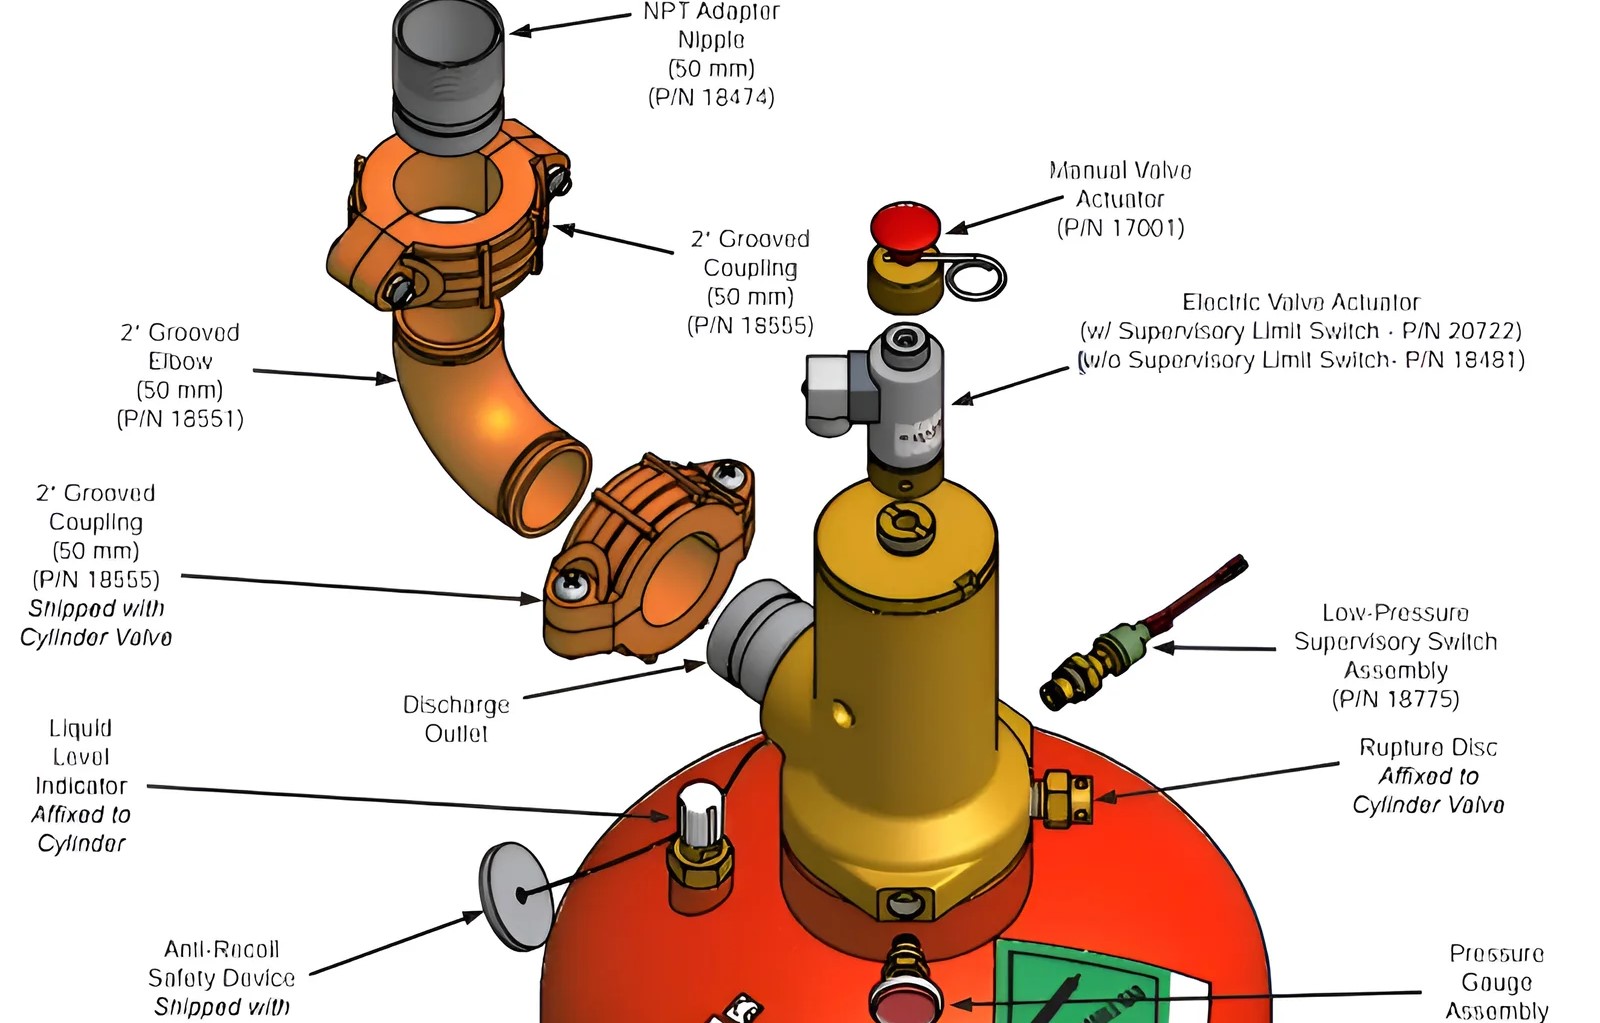 NPT Adapter
Nipple
(50 mm)
(P/N 18474)
Manual Valve
Actuator
(P/N 17001)
2" Grooved
Coupling
(50 mm)
(P/N 18555)
Electric Valve Actuator
(w/ Supervisory Limit Switch - P/N 20722)
(w/o Supervisory Limit Switch- P/N 18481)
2" Grooved
Elbow
(50 mm)
(P/N 18551)
2" Grooved
Coupling
(50 mm)
(P/N 18555)
Shipped with
Cylinder Valve
Low-Pressure
Supervisory Switch
Assembly
(P/N 18775)
Discharge
Outlet
Liquid
Level
Indicator
Affixed to
Cylinder
Rupture Disc
Affixed to
Cylinder Valve
Anti-Recoil
Safety Device
Shipped with
Pressure
Gauge
Assembly